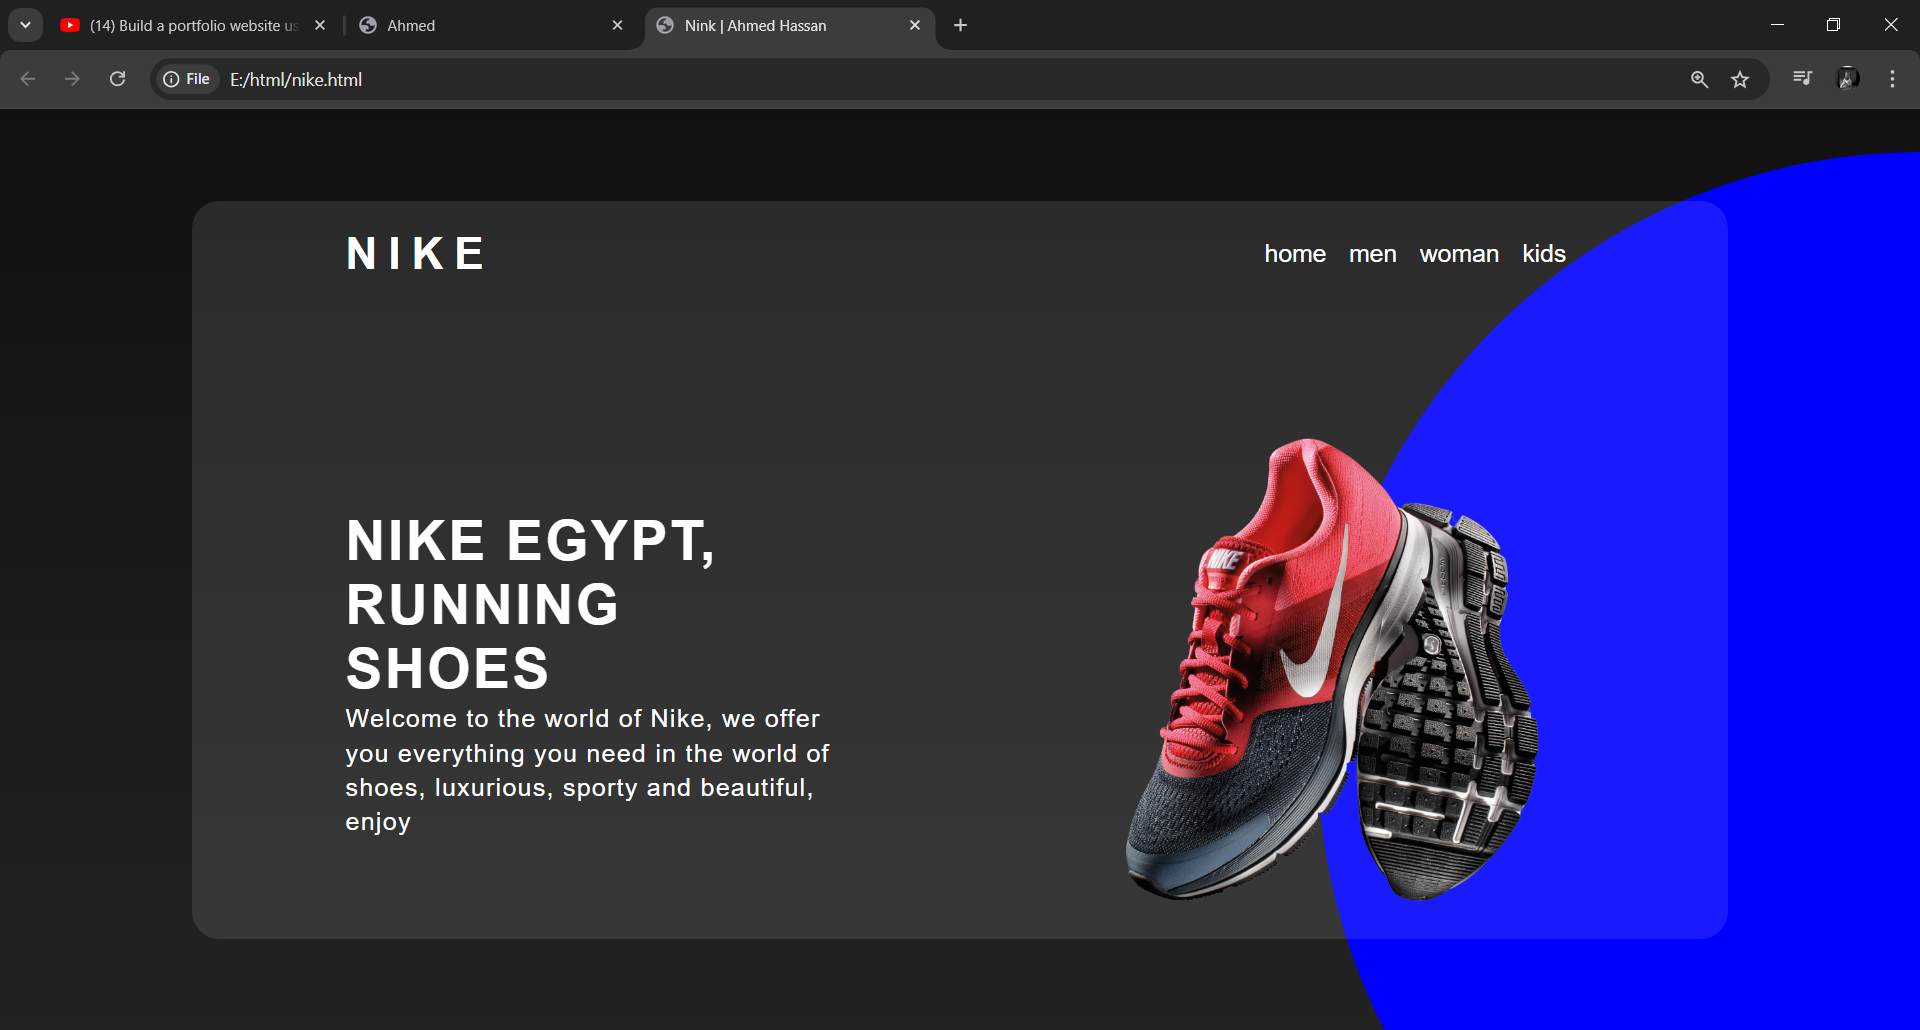 (14) Build a portfolio website us
Ahmed
Nink | Ahmed Hassan
File
E:/html/nike.html
NIKE
home men woman kids
NIKE EGYPT,
RUNNING
SHOES
Welcome to the world of Nike, we offer
you everything you need in the world of
shoes, luxurious, sporty and beautiful,
enjoy
NIKE